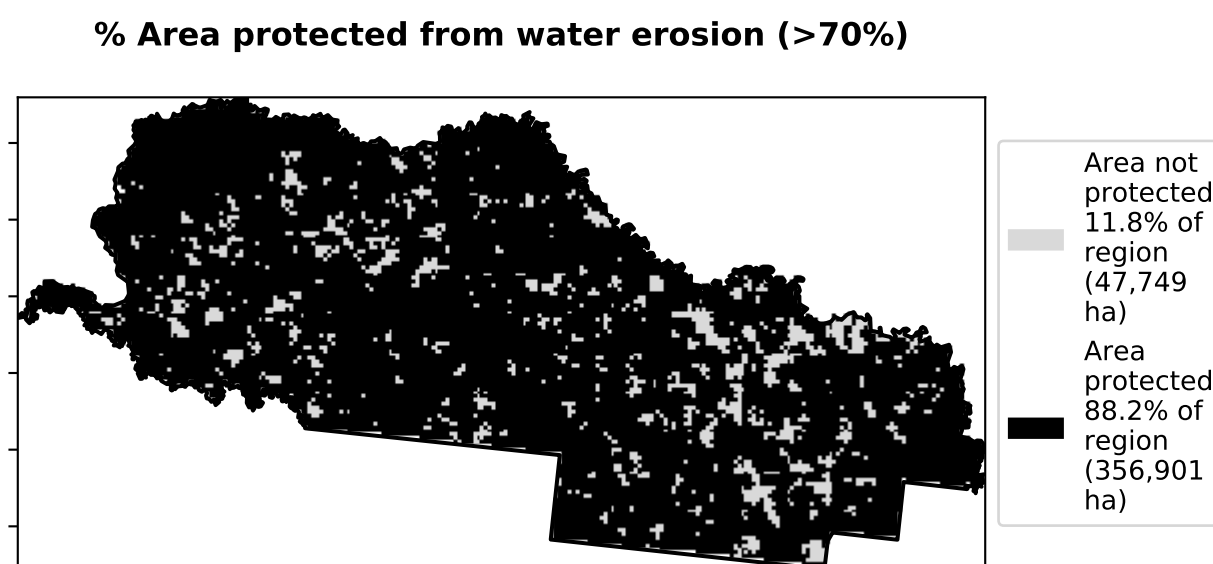 % Area protected from water erosion (>70%)
Area not
protected
11.8% of
region
(47,749
ha)
Area
protected
88.2% of
region
(356,901
ha)